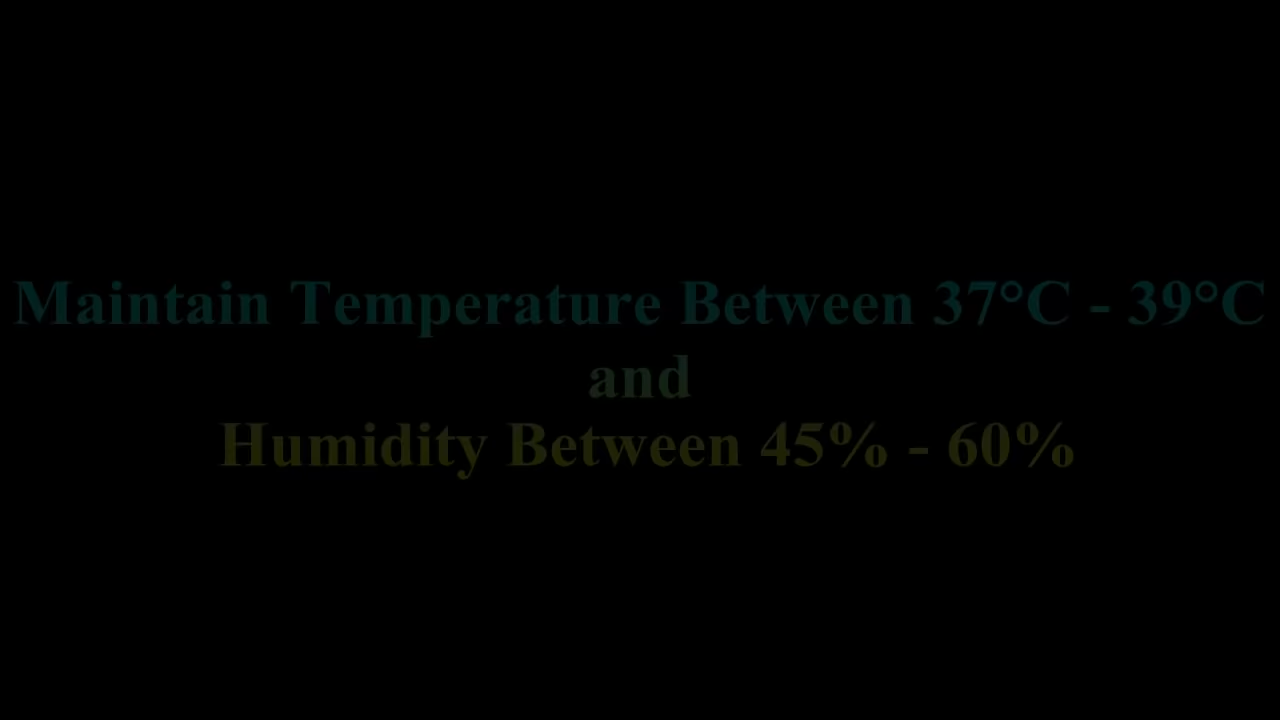 Maintain Temperature Between 37°C - 39°C
and
Humidity Between 45% - 60%